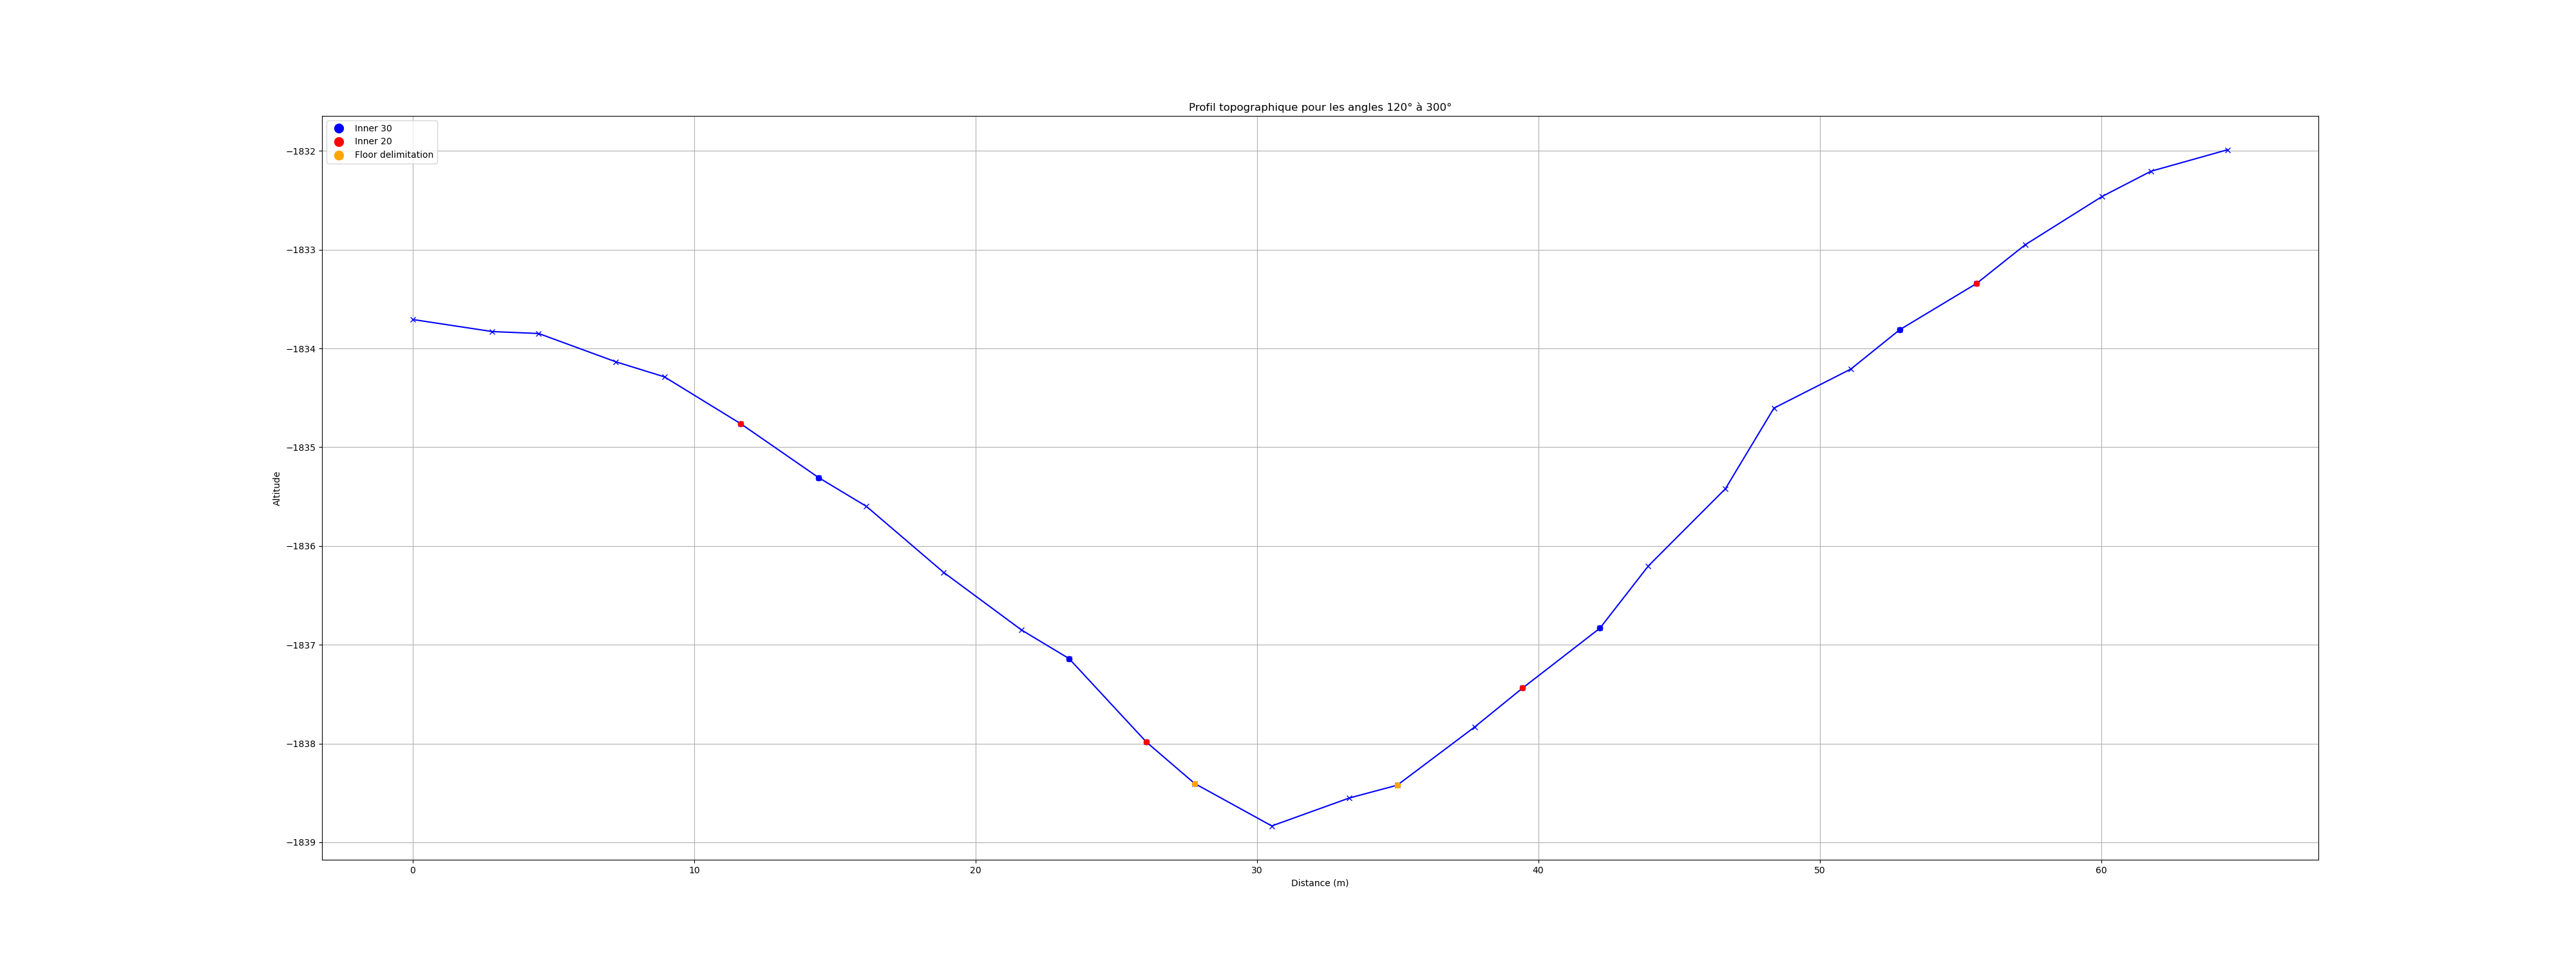 Profil topographique pour les angles 120° à 300°
Inner 30
Inner 20
Floor delimitation
−1832
−1833
−1834
−1835
−1836
−1837
−1838
−1839
Altitude
0 10 20 30 40 50 60
Distance (m)